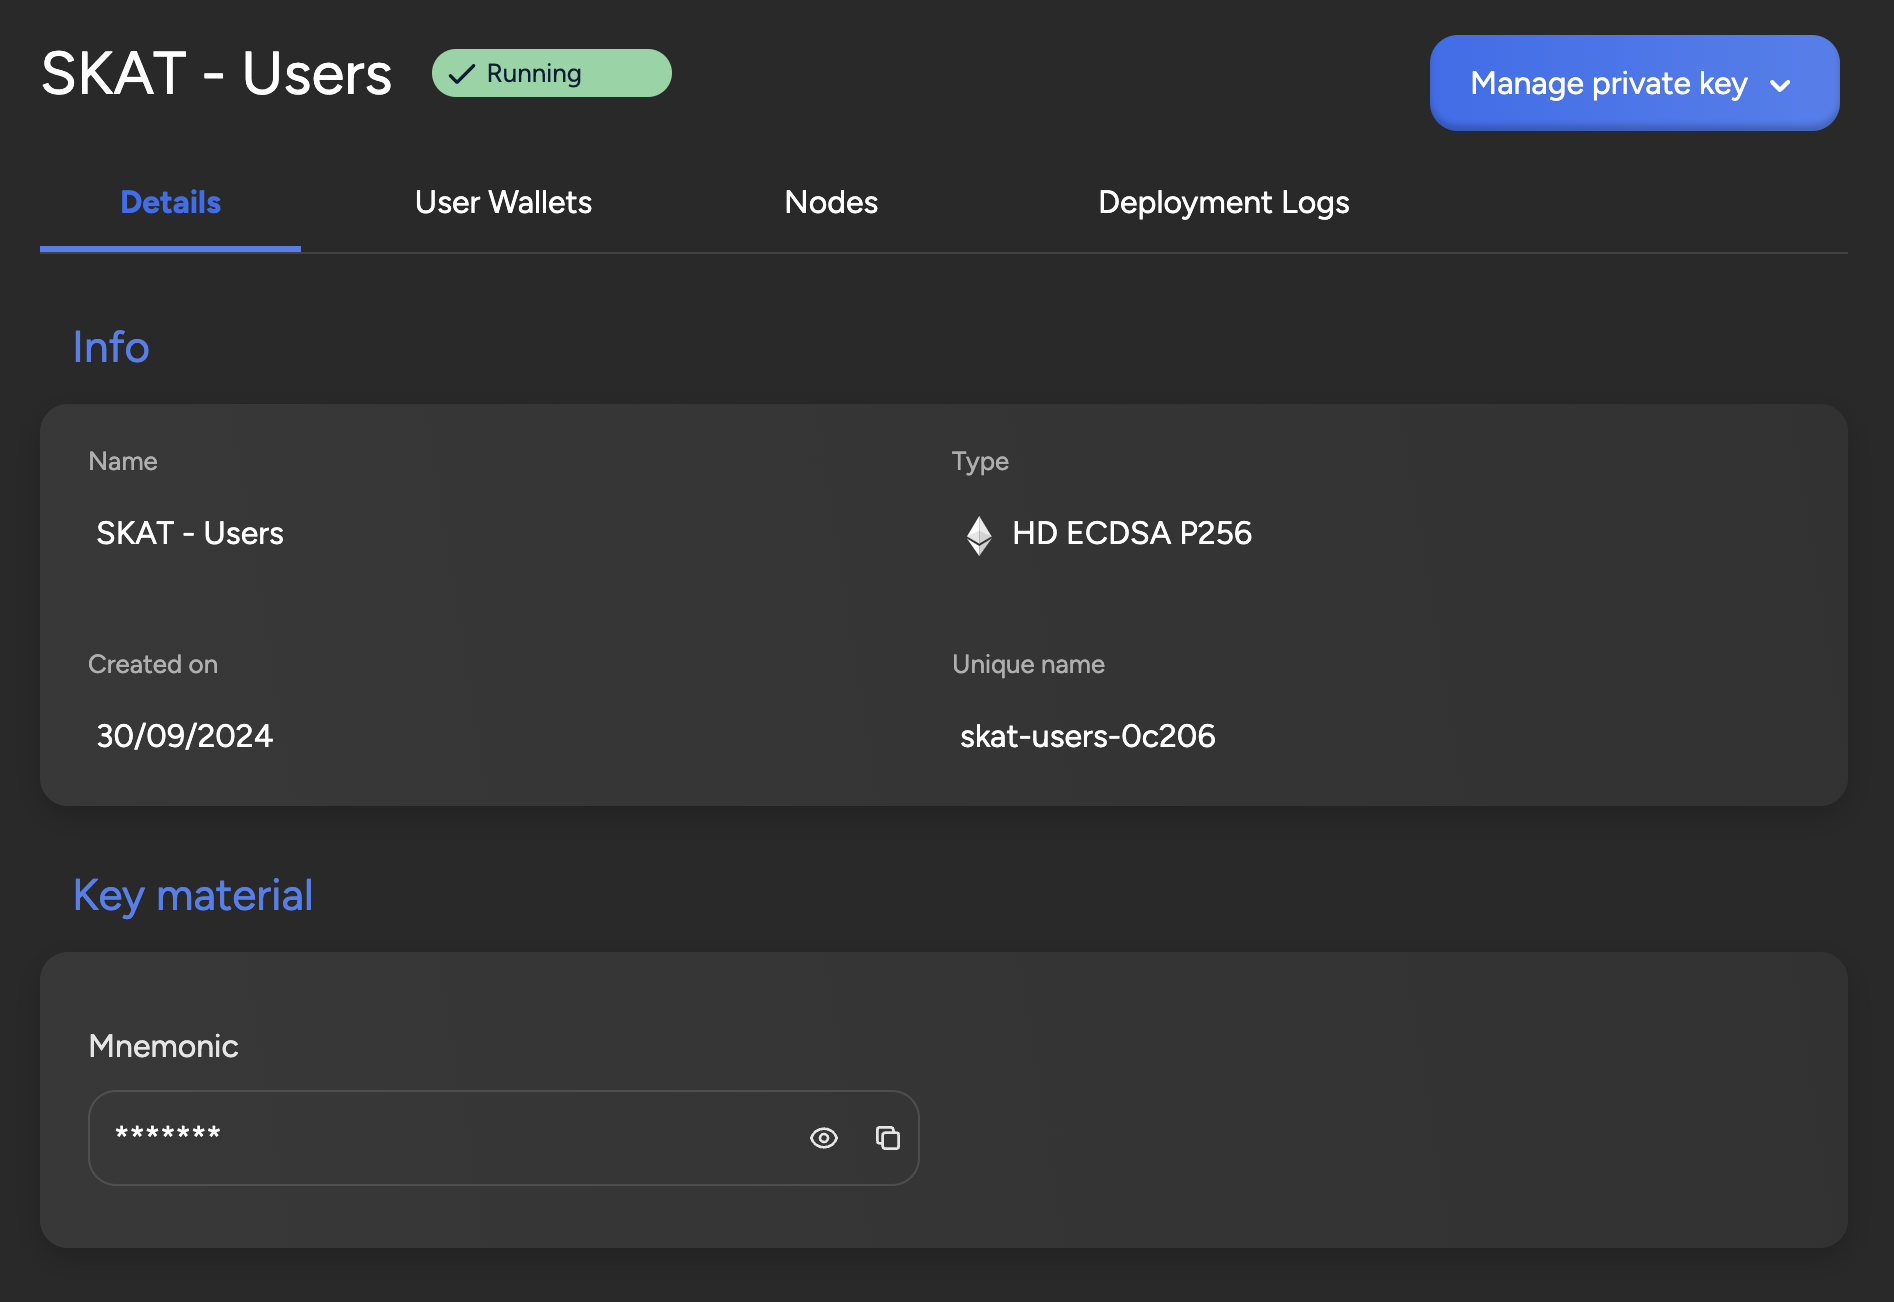 SKAT - Users
Running
Manage private key
Details
User Wallets
Nodes
Deployment Logs
Info
Name
Type
SKAT - Users
HD ECDSA P256
Created on
Unique name
30/09/2024
skat-users-0c206
Key material
Mnemonic
*******